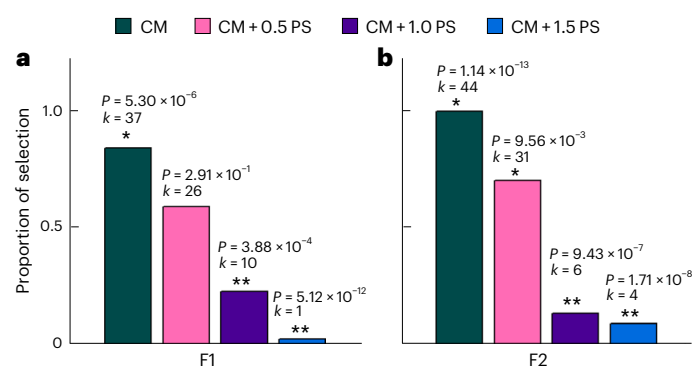 CM CM + 0.5 PS CM + 1.0 PS CM + 1.5 PS
a
Proportion of selection
1.0
0.5
0
P = 5.30 × 10⁻⁶
k = 37
*
P = 2.91 × 10⁻¹
k = 26
P = 3.88 × 10⁻⁴
k = 10
**
P = 5.12 × 10⁻¹²
k = 1
**
F1
b
P = 1.14 × 10⁻¹³
k = 44
*
P = 9.56 × 10⁻³
k = 31
*
P = 9.43 × 10⁻⁷
k = 6
**
P = 1.71 × 10⁻⁸
k = 4
**
F2